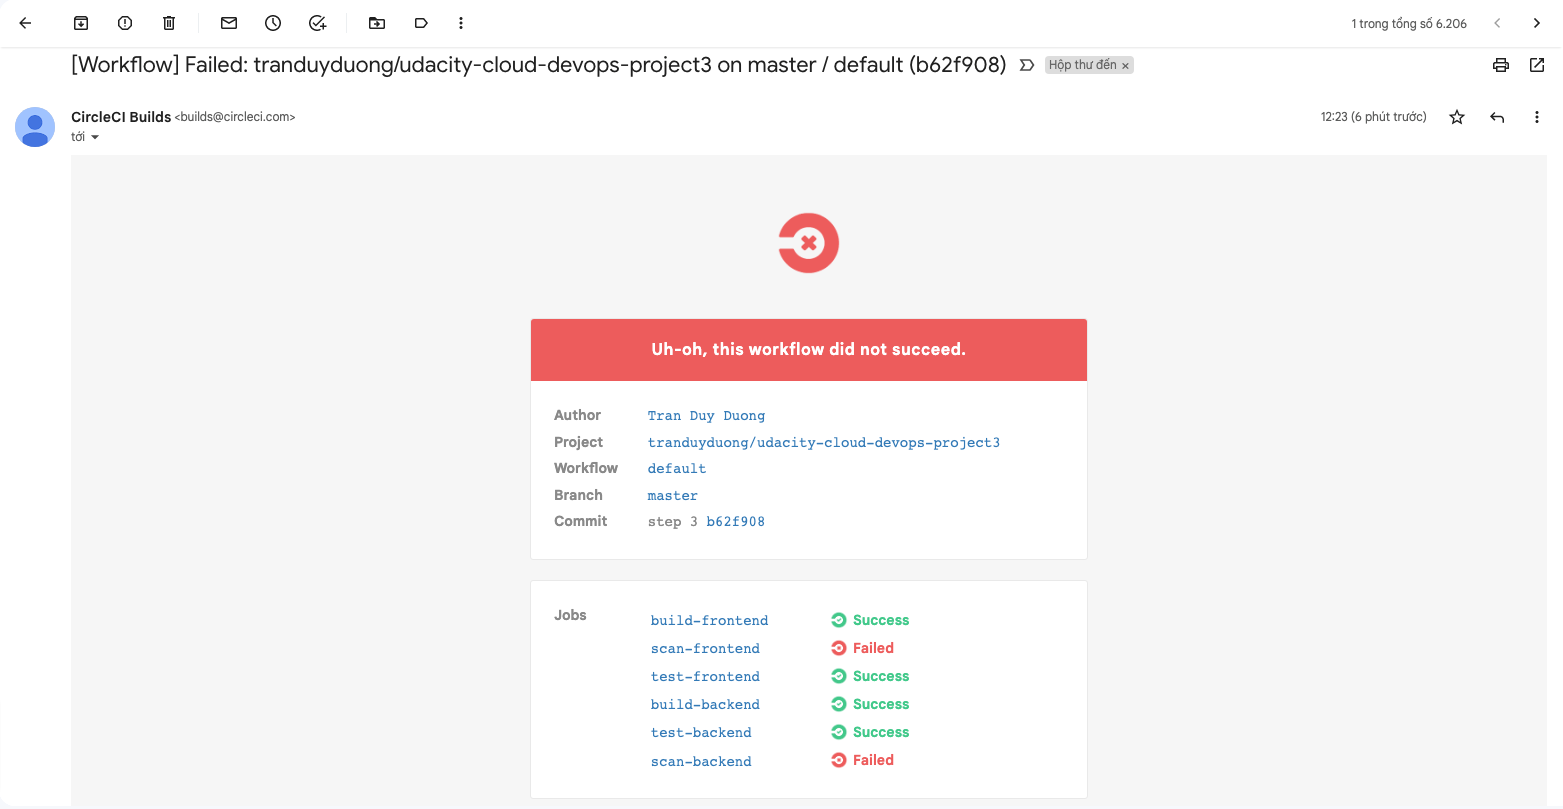 1 trong tổng số 6.206
[Workflow] Failed: tranduyduong/udacity-cloud-devops-project3 on master / default (b62f908) Hộp thư đến ×
CircleCI Builds <builds@circleci.com> 12:23 (6 phút trước)
tới
Uh-oh, this workflow did not succeed.
Author Tran Duy Duong
Project tranduyduong/udacity-cloud-devops-project3
Workflow default
Branch master
Commit step 3 b62f908
Jobs
build-frontend Success
scan-frontend Failed
test-frontend Success
build-backend Success
test-backend Success
scan-backend Failed